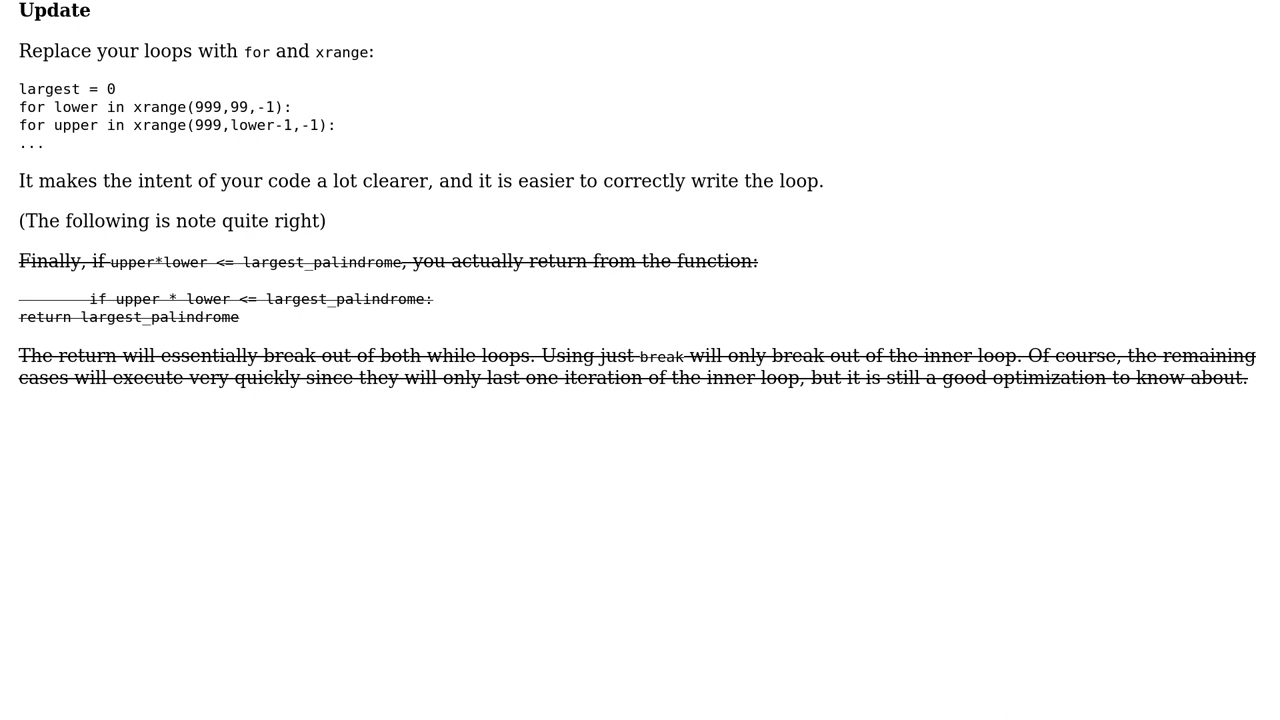 Update
Replace your loops with for and xrange:
largest = 0
for lower in xrange(999,99,-1):
for upper in xrange(999,lower-1,-1):
...
It makes the intent of your code a lot clearer, and it is easier to correctly write the loop.
(The following is note quite right)
Finally, if upper*lower <= largest_palindrome, you actually return from the function:
        if upper * lower <= largest_palindrome:
return largest_palindrome
The return will essentially break out of both while loops. Using just break will only break out of the inner loop. Of course, the remaining
cases will execute very quickly since they will only last one iteration of the inner loop, but it is still a good optimization to know about.